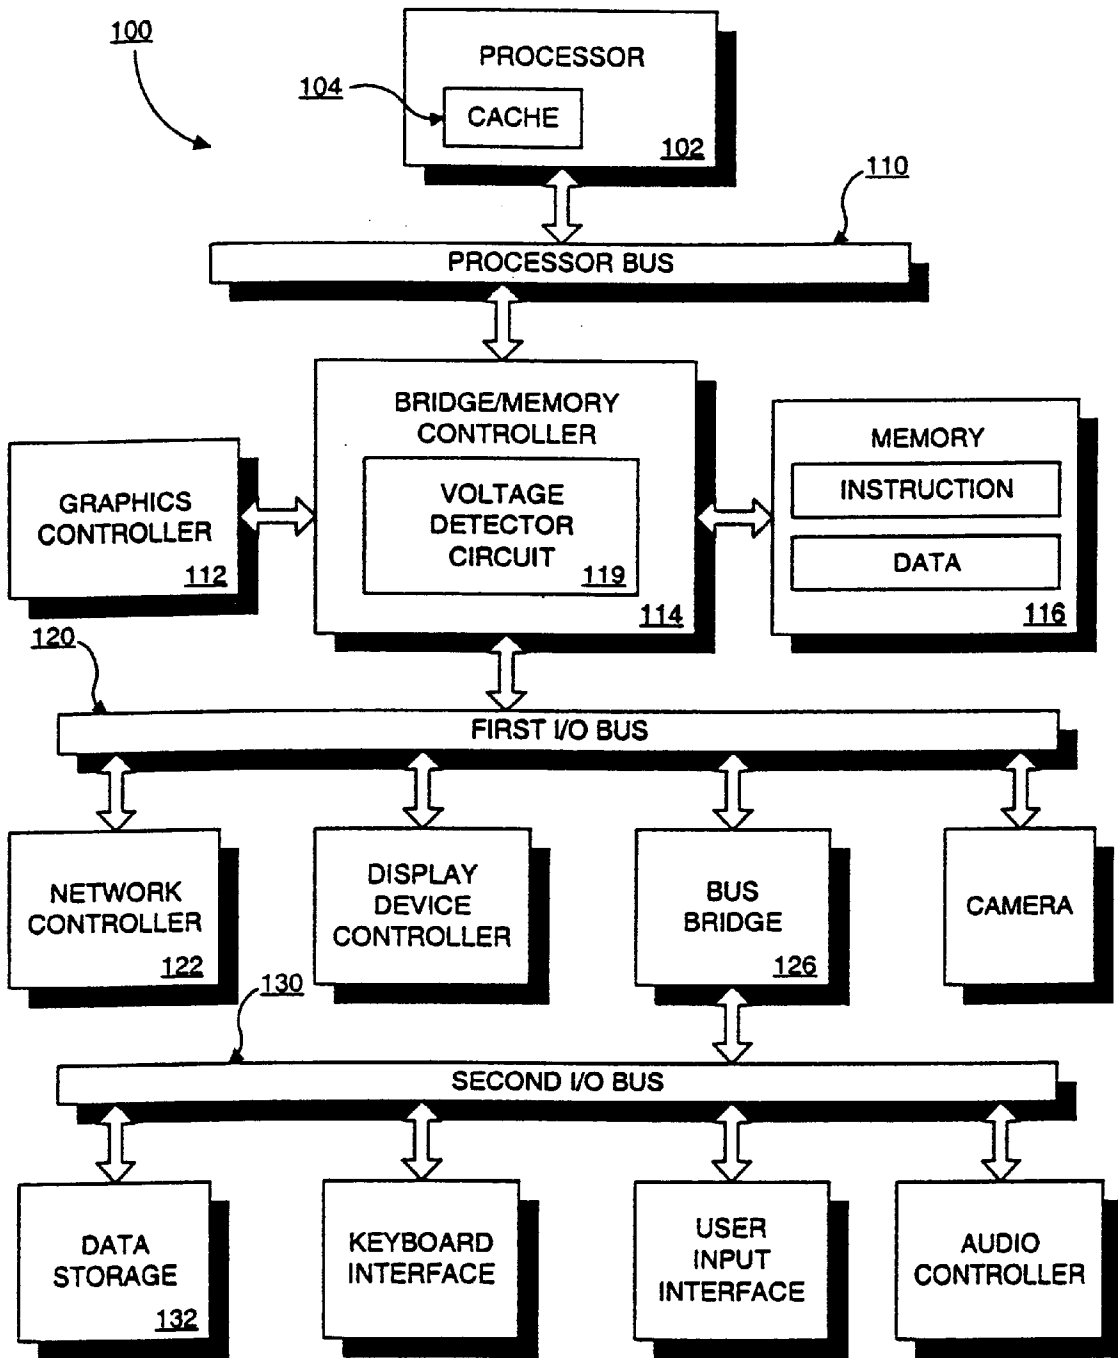 100
PROCESSOR
104
CACHE
102
110
PROCESSOR BUS
BRIDGE/MEMORY
CONTROLLER
MEMORY
GRAPHICS
CONTROLLER
112
VOLTAGE
DETECTOR
CIRCUIT
119
114
INSTRUCTION
DATA
116
120
FIRST I/O BUS
NETWORK
CONTROLLER
122
DISPLAY
DEVICE
CONTROLLER
BUS
BRIDGE
126
CAMERA
130
SECOND I/O BUS
DATA
STORAGE
132
KEYBOARD
INTERFACE
USER
INPUT
INTERFACE
AUDIO
CONTROLLER